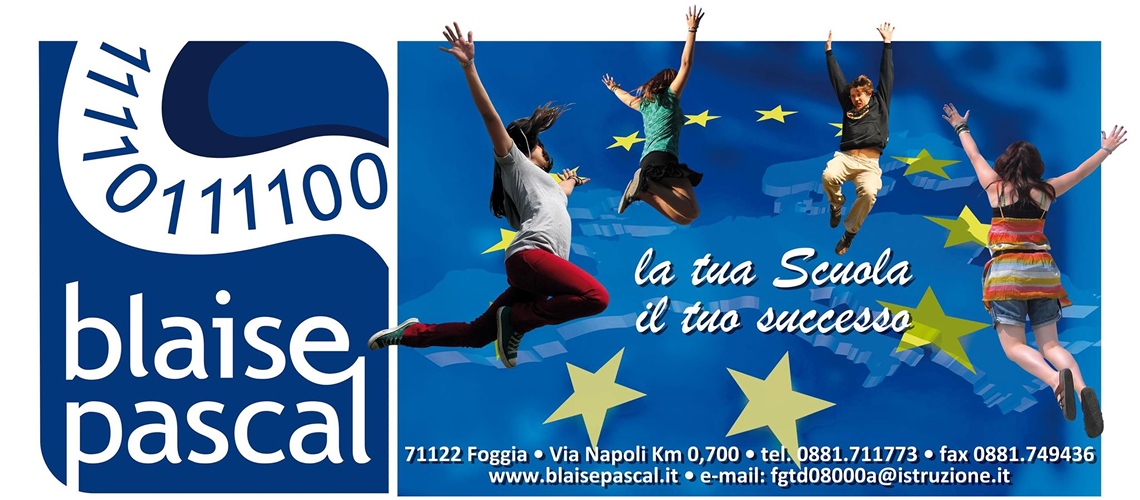 11110111100
blaise
pascal
la tua Scuola
il tuo successo
71122 Foggia • Via Napoli Km 0,700 • tel. 0881.711773 • fax 0881.749436
www.blaisepascal.it • e-mail: fgtd08000a@istruzione.it